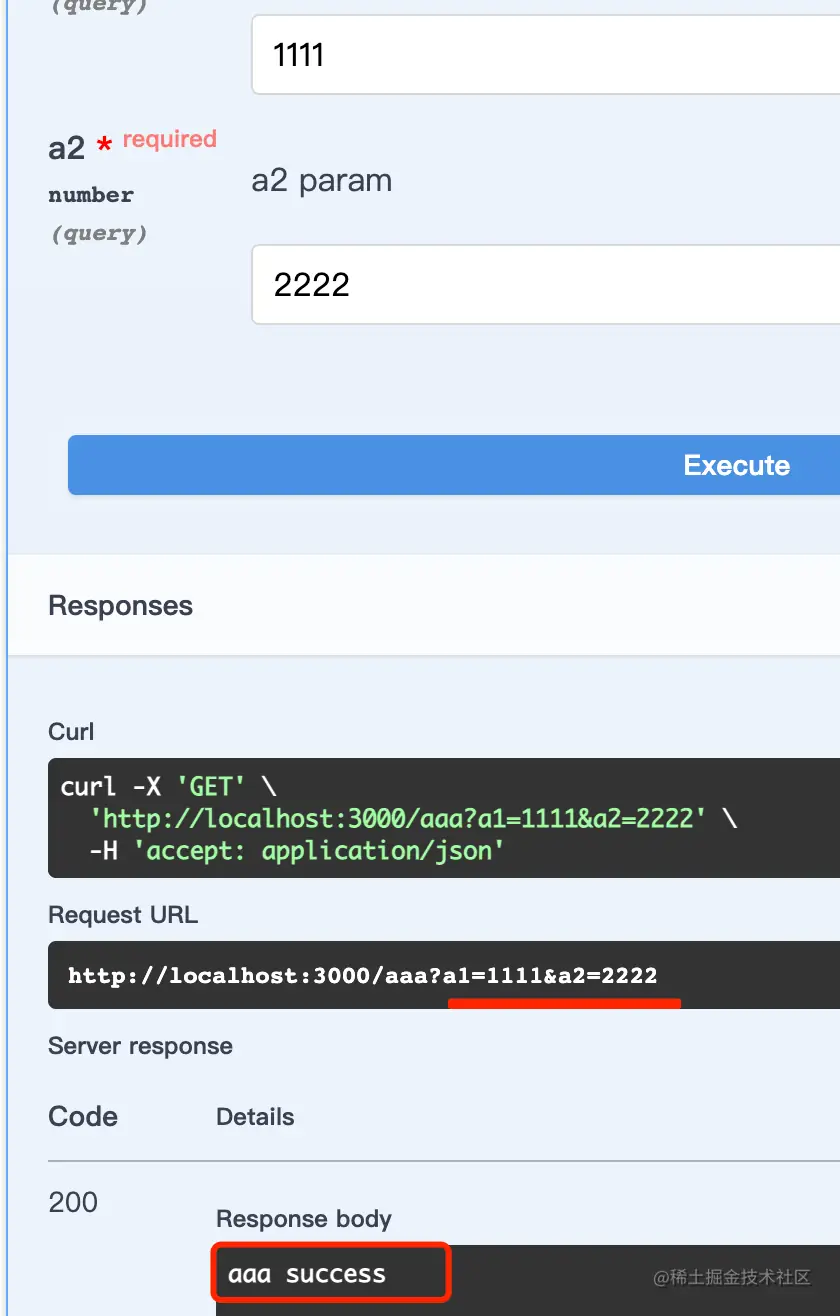 (query)
1111
a2 * required
number
a2 param
(query)
2222
Execute
Responses
Curl
curl -X 'GET' \
'http://localhost:3000/aaa?a1=1111&a2=2222' \
-H 'accept: application/json'
Request URL
http://localhost:3000/aaa?a1=1111&a2=2222
Server response
Code Details
200
Response body
aaa success
@稀土掘金技术社区